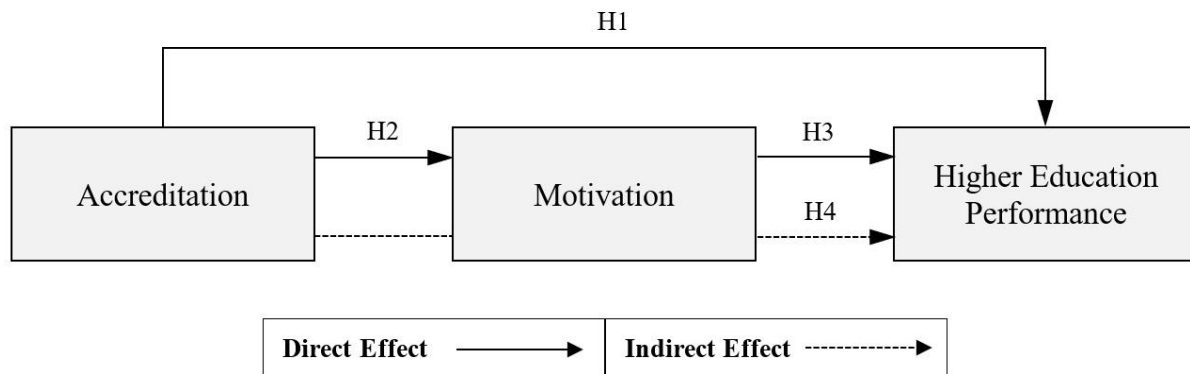 H1
H2
H3
Accreditation
Motivation
Higher Education
Performance
H4
Direct Effect
Indirect Effect